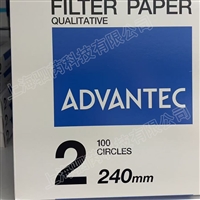 FILTER PAPER
QUALITATIVE
ADVANTEC
2
100
CIRCLES
240mm